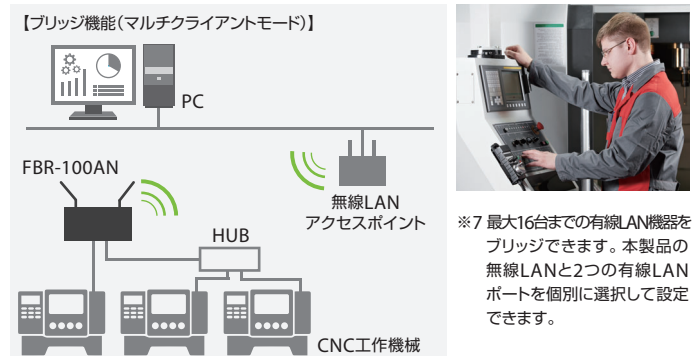 【ブリッジ機能(マルチクライアントモード)】
PC
FBR-100AN
無線LAN
アクセスポイント
HUB
CNC工作機械
※7 最大16台までの有線LAN機器を
ブリッジできます。本製品の
無線LANと2つの有線LAN
ポートを個別に選択して設定
できます。